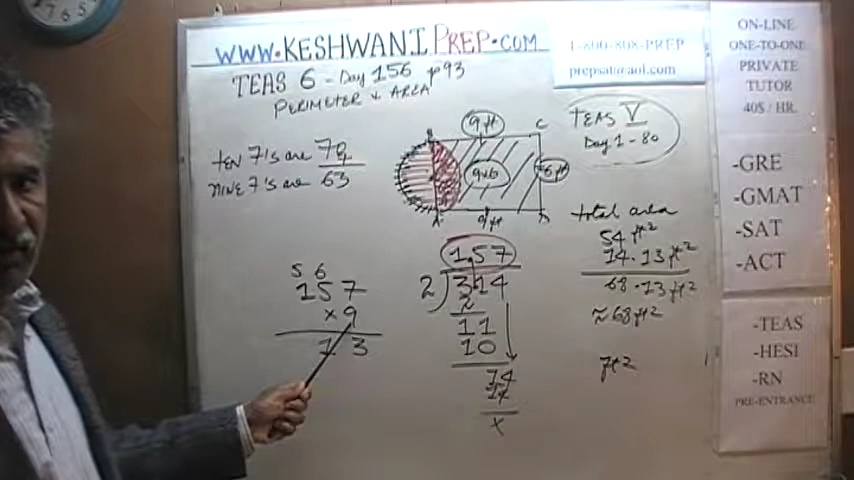 WWW.KESHWANIPREP.COM
1-800-808-PREP
prepsat@aol.com
TEAS 6 - Day 156 p93
PERIMETER & AREA
TEN 7's are 70
NINE 7's are 63
B
9 ft
C
9x6
6 ft
A
9 ft
D
TEAS V
Day 1 - 80
total area
54 ft2
14.13 ft2
68.13 ft2
≈ 68 ft2
ft2
5 6
157
x 9
1 3
1.57
2 314
2
11
10
14
14
x
ON-LINE
ONE-TO-ONE
PRIVATE
TUTOR
40$ / HR.
-GRE
-GMAT
-SAT
-ACT
-TEAS
-HESI
-RN
PRE-ENTRANCE
7
6
5